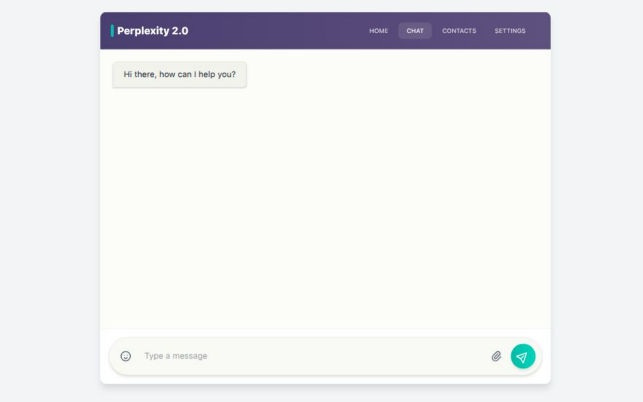 Perplexity 2.0
HOME
CHAT
CONTACTS
SETTINGS
Hi there, how can I help you?
Type a message